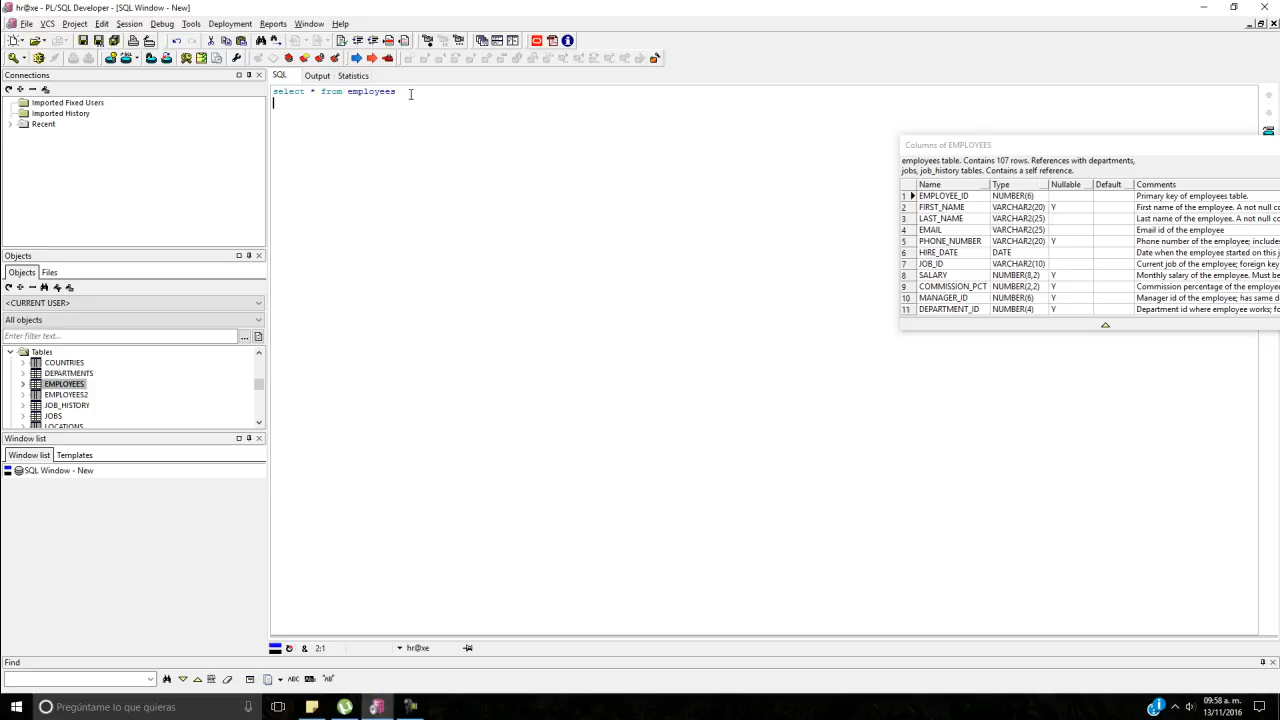 hr@xe - PL/SQL Developer - [SQL Window - New]
File VCS Project Edit Session Debug Tools Deployment Reports Window Help
Connections
Imported Fixed Users
Imported History
Recent
Objects
Objects Files
<CURRENT USER>
All objects
Enter filter text...
Tables
COUNTRIES
DEPARTMENTS
EMPLOYEES
EMPLOYEES2
JOB_HISTORY
JOBS
LOCATIONS
Window list
Window list Templates
SQL Window - New
SQL Output Statistics
select * from employees
Columns of EMPLOYEES
employees table. Contains 107 rows. References with departments,
jobs, job_history tables. Contains a self reference.
Name Type Nullable Default Comments
1 EMPLOYEE_ID NUMBER(6) Primary key of employees table.
2 FIRST_NAME VARCHAR2(20) Y First name of the employee. A not null co
3 LAST_NAME VARCHAR2(25) Last name of the employee. A not null co
4 EMAIL VARCHAR2(25) Email id of the employee
5 PHONE_NUMBER VARCHAR2(20) Y Phone number of the employee; includes
6 HIRE_DATE DATE Date when the employee started on this j
7 JOB_ID VARCHAR2(10) Current job of the employee; foreign key
8 SALARY NUMBER(8,2) Y Monthly salary of the employee. Must be
9 COMMISSION_PCT NUMBER(2,2) Y Commission percentage of the employee
10 MANAGER_ID NUMBER(6) Y Manager id of the employee; has same d
11 DEPARTMENT_ID NUMBER(4) Y Department id where employee works; fo
& 2:1 hr@xe
Find
ABC "AB"
Pregúntame lo que quieras
09:58 a. m.
13/11/2016